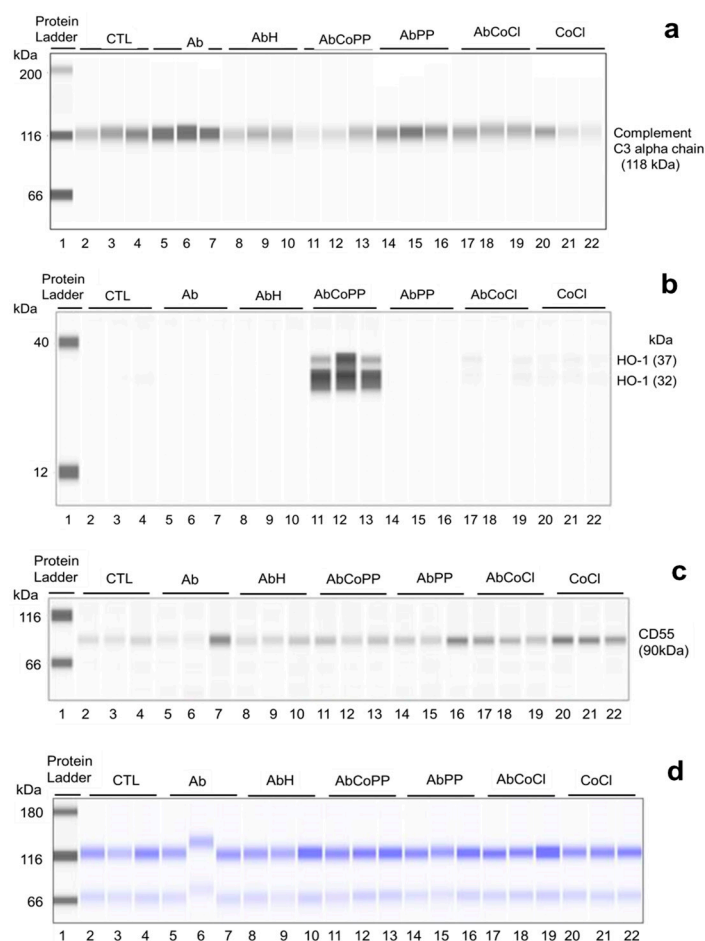 a
Protein
Ladder CTL Ab AbH AbCoPP AbPP AbCoCl CoCl
kDa
200
116
66
Complement
C3 alpha chain
(118 kDa)
1 2 3 4 5 6 7 8 9 10 11 12 13 14 15 16 17 18 19 20 21 22
b
Protein
Ladder CTL Ab AbH AbCoPP AbPP AbCoCl CoCl
kDa
40
12
kDa
HO-1 (37)
HO-1 (32)
1 2 3 4 5 6 7 8 9 10 11 12 13 14 15 16 17 18 19 20 21 22
c
Protein
Ladder CTL Ab AbH AbCoPP AbPP AbCoCl CoCl
kDa
116
66
CD55
(90kDa)
1 2 3 4 5 6 7 8 9 10 11 12 13 14 15 16 17 18 19 20 21 22
d
Protein
Ladder CTL Ab AbH AbCoPP AbPP AbCoCl CoCl
kDa
180
116
66
1 2 3 4 5 6 7 8 9 10 11 12 13 14 15 16 17 18 19 20 21 22